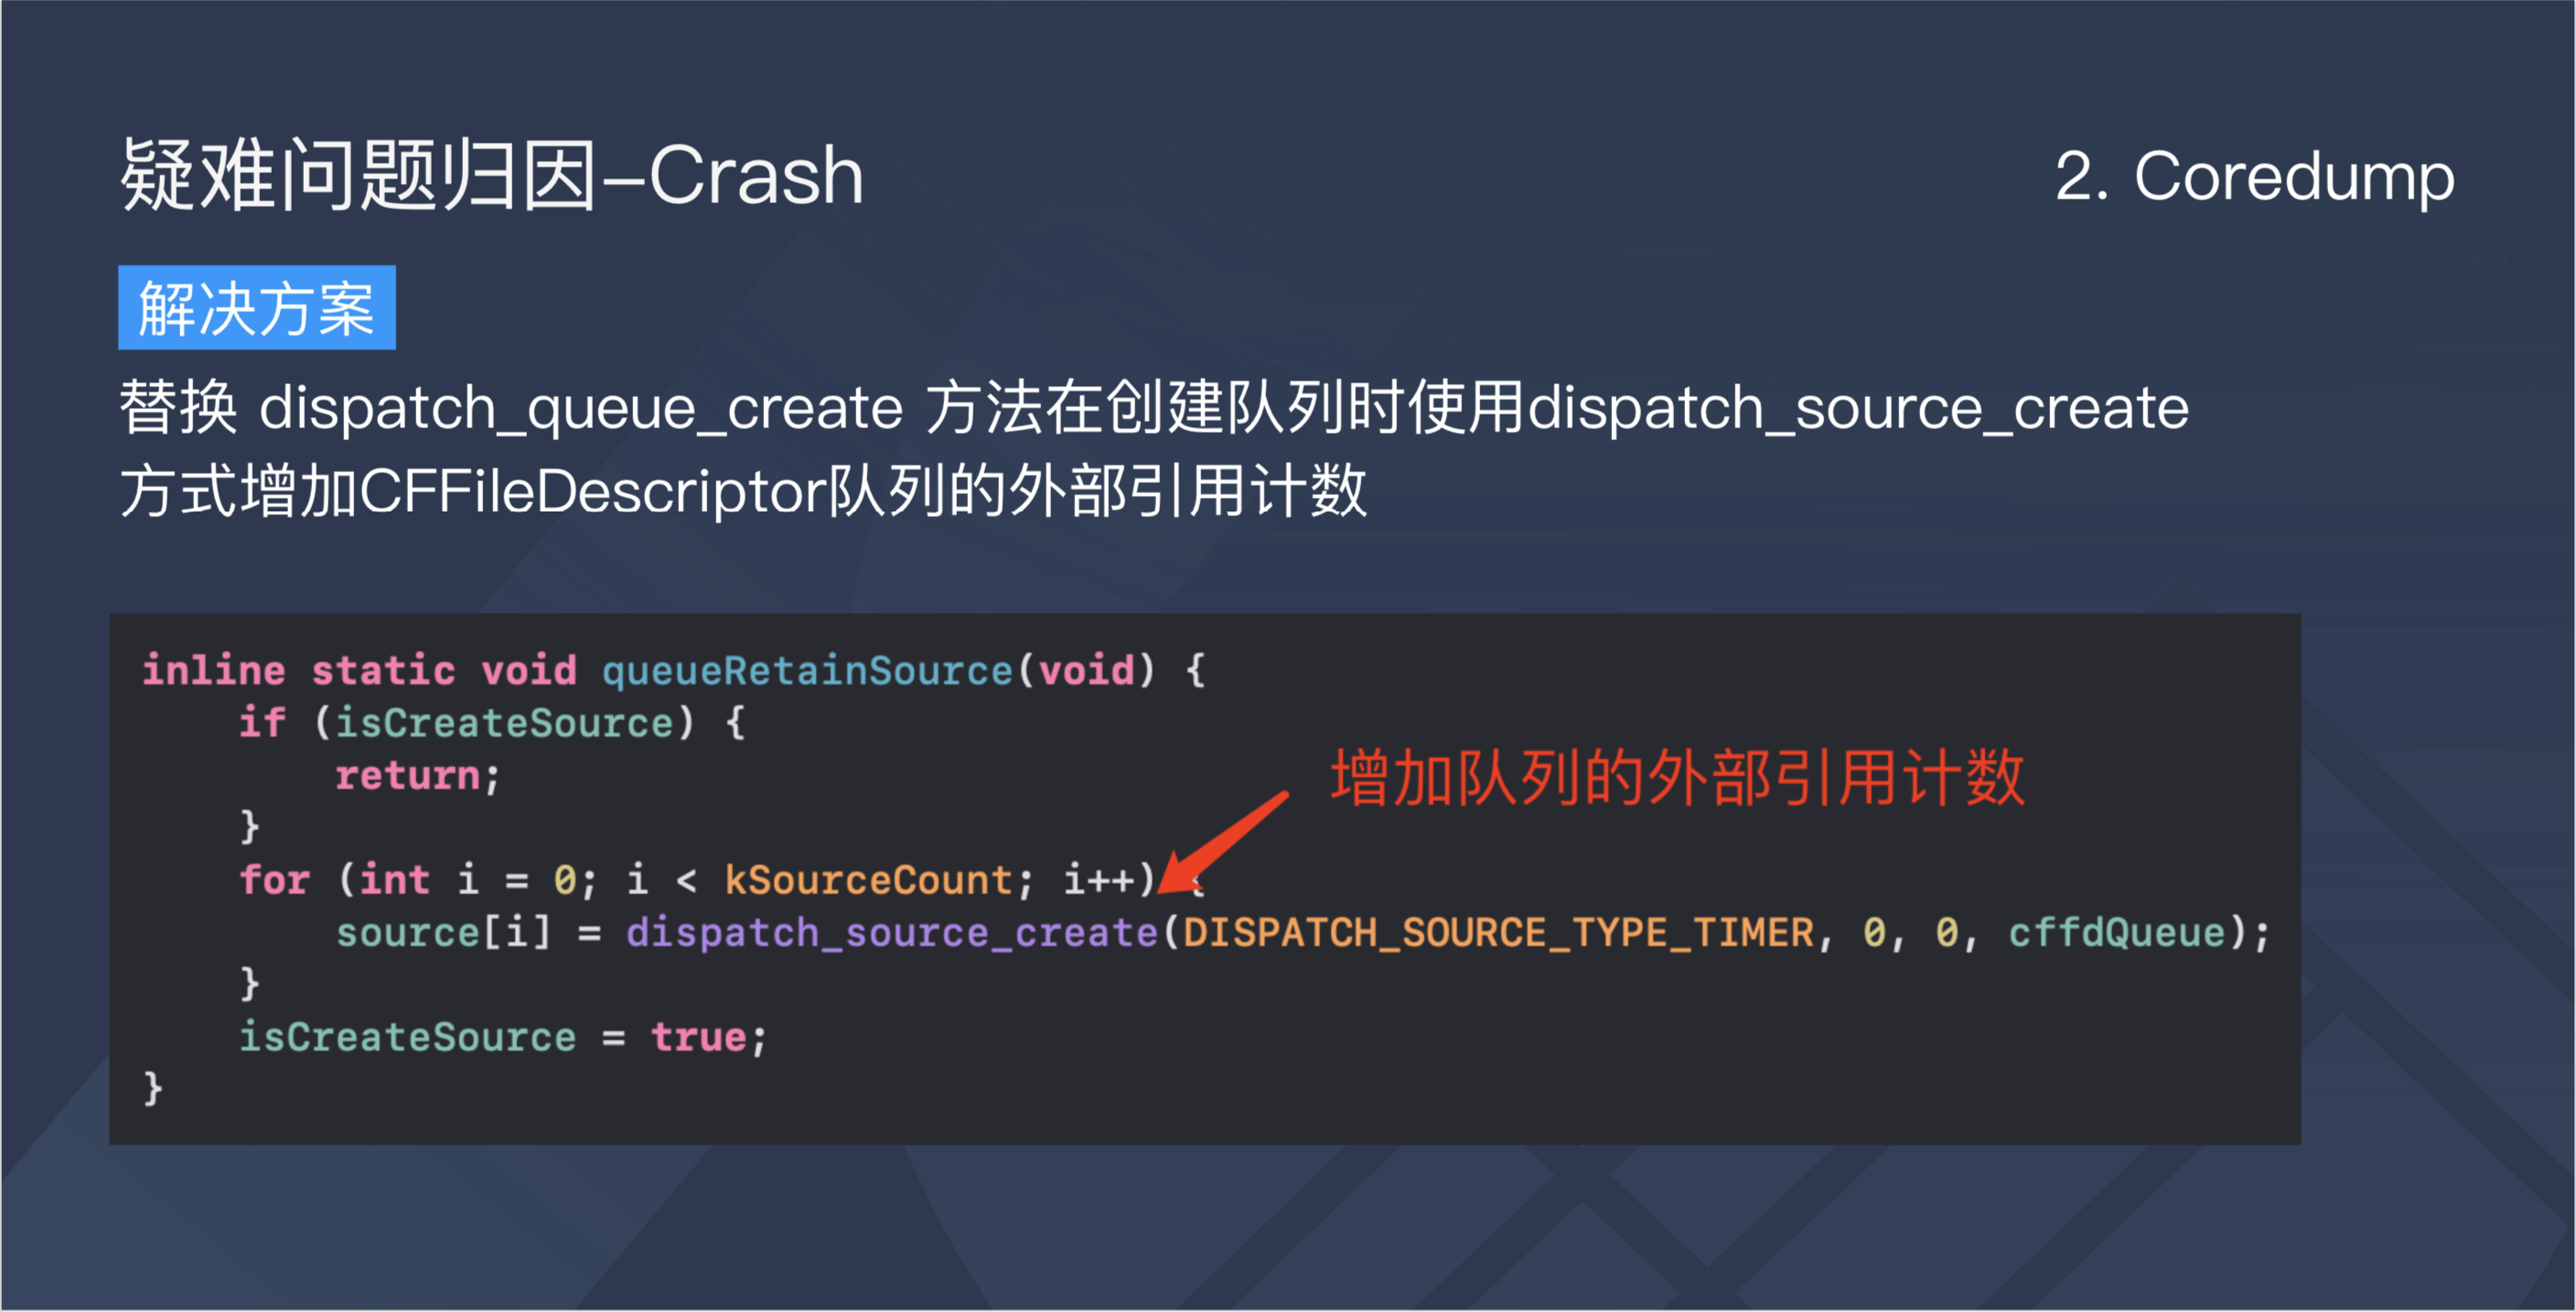 疑难问题归因–Crash
2. Coredump
解决方案
替换 dispatch_queue_create 方法在创建队列时使用dispatch_source_create
方式增加CFFileDescriptor队列的外部引用计数
inline static void queueRetainSource(void) {
    if (isCreateSource) {
        return;
    }
增加队列的外部引用计数
    for (int i = 0; i < kSourceCount; i++) {
        source[i] = dispatch_source_create(DISPATCH_SOURCE_TYPE_TIMER, 0, 0, cffdQueue);
    }
    isCreateSource = true;
}